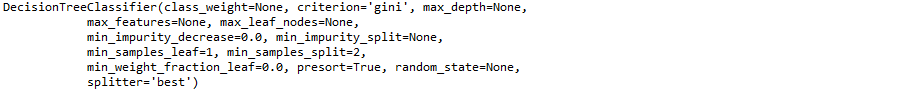 DecisionTreeClassifier(class_weight=None, criterion='gini', max_depth=None,
max_features=None, max_leaf_nodes=None,
min_impurity_decrease=0.0, min_impurity_split=None,
min_samples_leaf=1, min_samples_split=2,
min_weight_fraction_leaf=0.0, presort=True, random_state=None,
splitter='best')